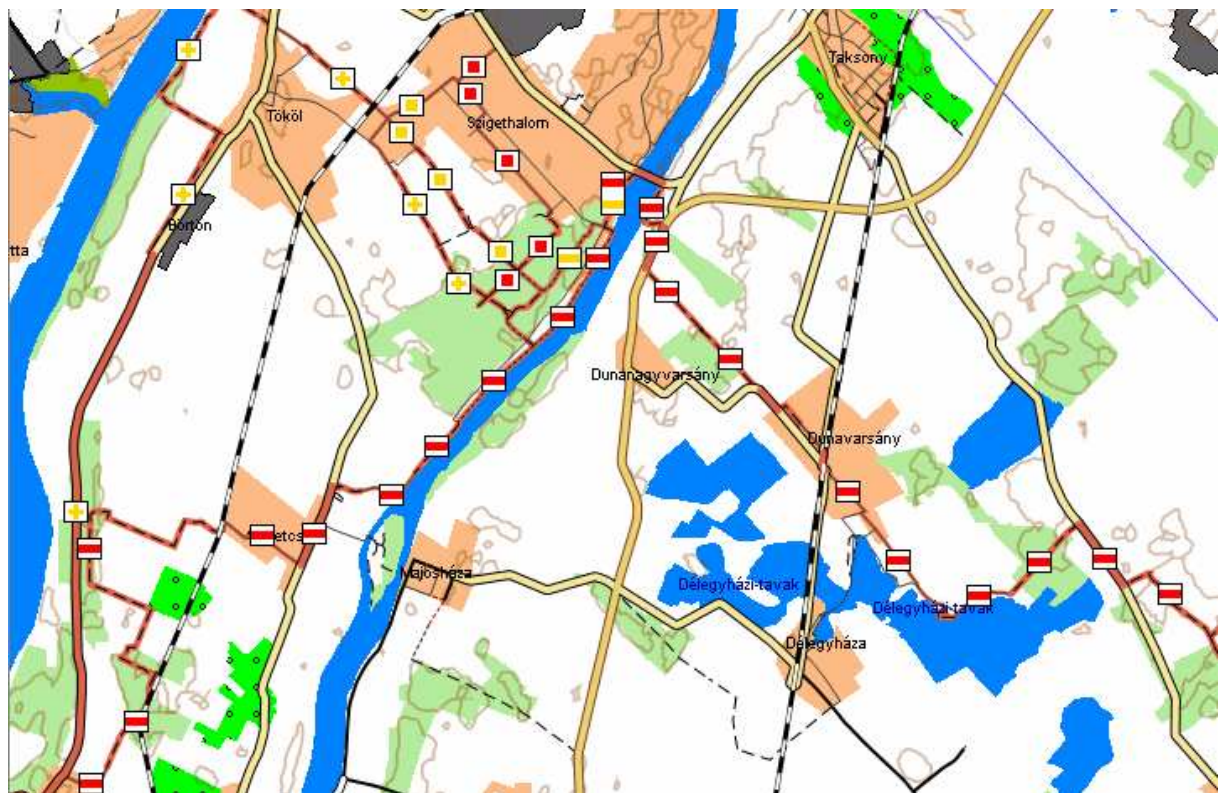 Taksony
Tököl
Szigethalom
Börtön
tta
Dunanagyvarsány
Dunavarsány
Majosháza
Délegyházi-tavak
Délegyházi-tavak
Délegyháza